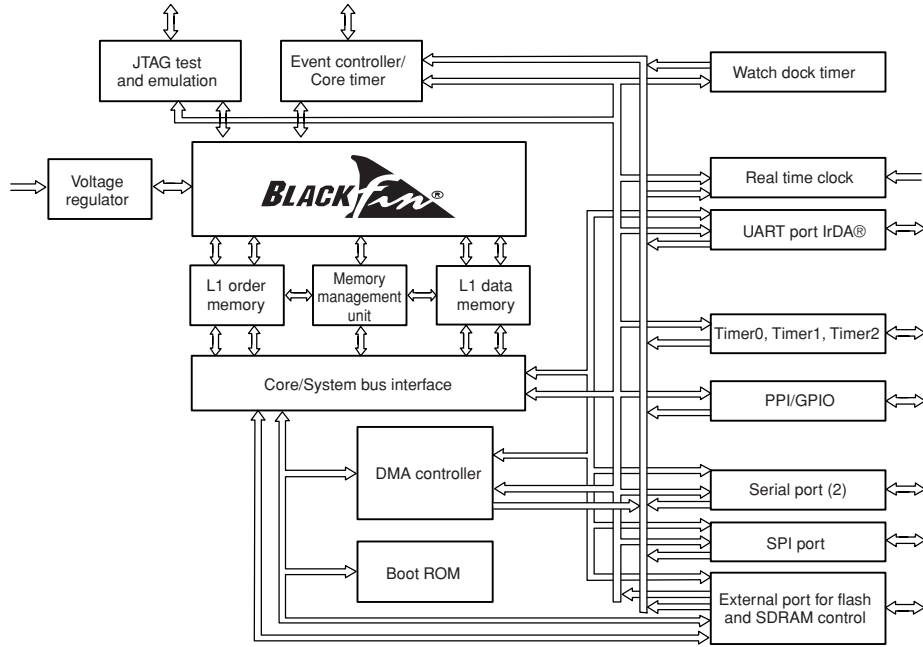 JTAG test
and emulation
Event controller/
Core timer
Watch dock timer
Voltage
regulator
BLACKfin®
Real time clock
UART port IrDA®
L1 order
memory
Memory
management
unit
L1 data
memory
Timer0, Timer1, Timer2
Core/System bus interface
PPI/GPIO
DMA controller
Serial port (2)
SPI port
Boot ROM
External port for flash
and SDRAM control